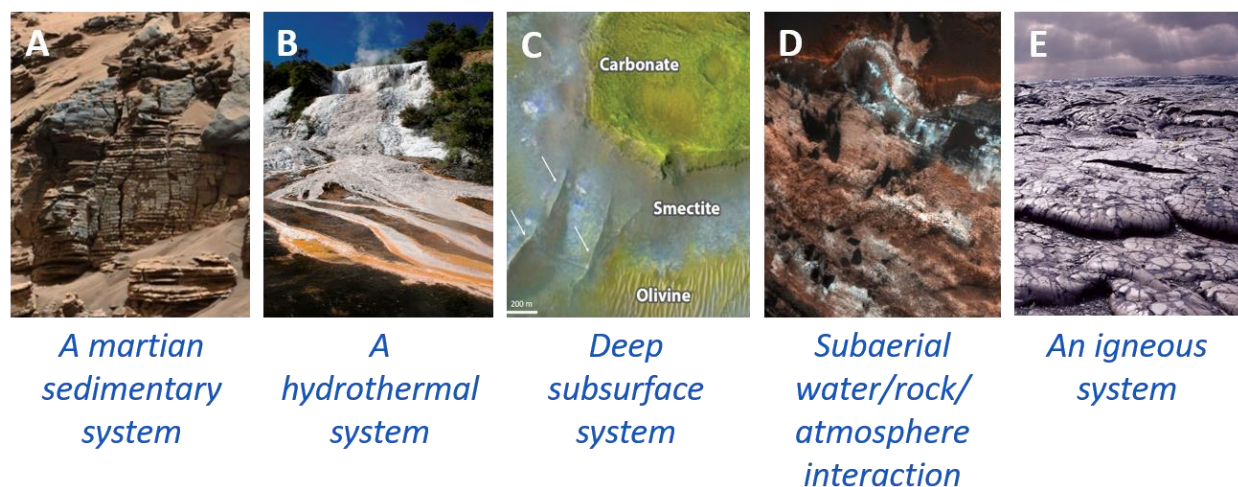 A
B
C
D
E
Carbonate
Smectite
Olivine
200 m
A martian
sedimentary
system
A
hydrothermal
system
Deep
subsurface
system
Subaerial
water/rock/
atmosphere
interaction
An igneous
system